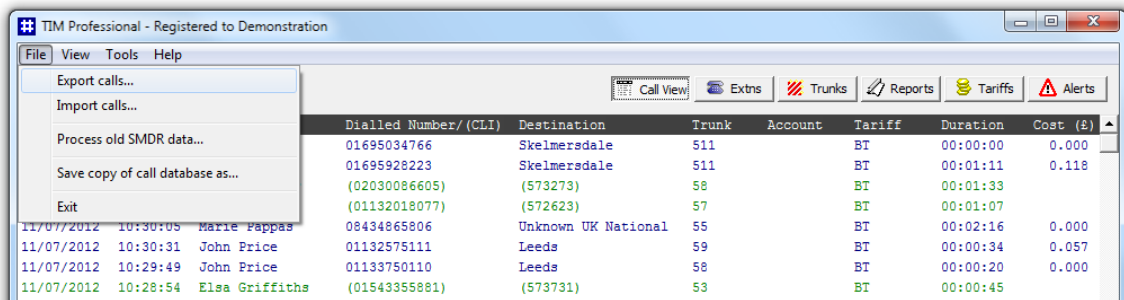 TIM Professional - Registered to Demonstration
File View Tools Help
Export calls...
Import calls...
Process old SMDR data...
Save copy of call database as...
Exit
Call View Extns Trunks Reports Tariffs Alerts
Dialled Number/(CLI) Destination Trunk Account Tariff Duration Cost (£)
01695034766 Skelmersdale 511 BT 00:00:00 0.000
01695928223 Skelmersdale 511 BT 00:01:11 0.118
(02030086605) (573273) 58 BT 00:01:33
(01132018077) (572623) 57 BT 00:01:07
11/07/2012 10:30:05 Marie Pappas 08434865806 Unknown UK National 55 BT 00:02:16 0.000
11/07/2012 10:30:31 John Price 01132575111 Leeds 59 BT 00:00:34 0.057
11/07/2012 10:29:49 John Price 01133750110 Leeds 58 BT 00:00:20 0.000
11/07/2012 10:28:54 Elsa Griffiths (01543355881) (573731) 53 BT 00:00:45